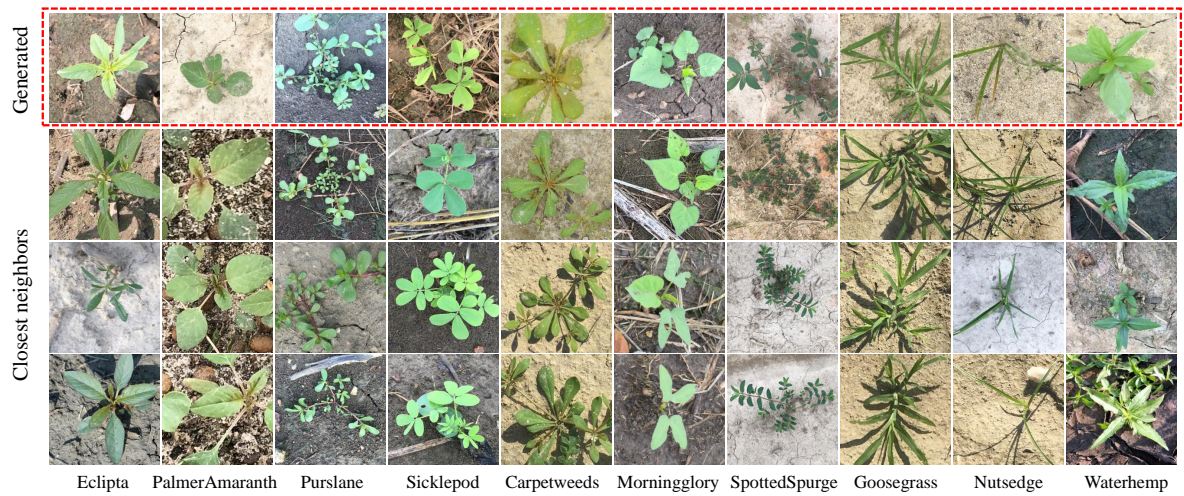 Generated
Closest neighbors
Eclipta PalmerAmaranth Purslane Sicklepod Carpetweeds Morningglory SpottedSpurge Goosegrass Nutsedge Waterhemp